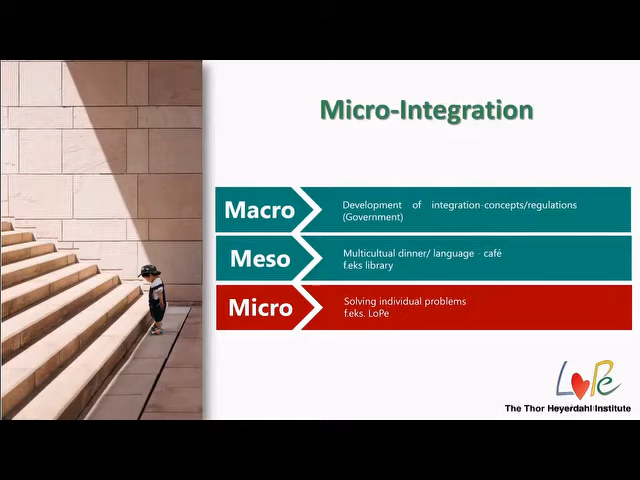 Micro-Integration
Macro
Development of integration-concepts/regulations
(Government)
Meso
Multicultual dinner/ language - café
f.eks library
Micro
Solving individual problems
f.eks. LoPe
LoPe
The Thor Heyerdahl Institute